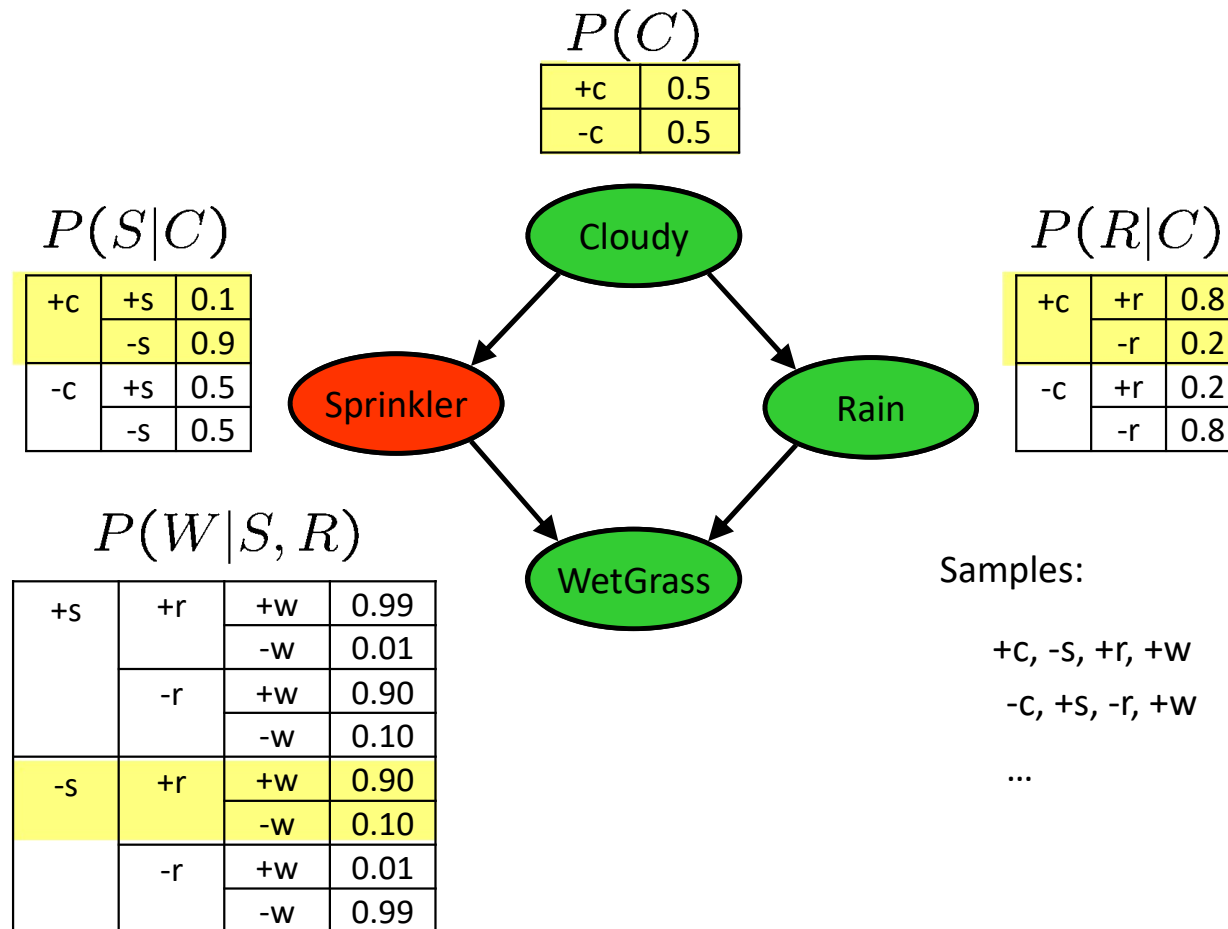 P(C)
+c 0.5
-c 0.5
Cloudy
P(S|C)
+c +s 0.1
-s 0.9
-c +s 0.5
-s 0.5
P(R|C)
+c +r 0.8
-r 0.2
-c +r 0.2
-r 0.8
Sprinkler
Rain
P(W|S, R)
+s +r +w 0.99
-w 0.01
-r +w 0.90
-w 0.10
-s +r +w 0.90
-w 0.10
-r +w 0.01
-w 0.99
WetGrass
Samples:
+c, -s, +r, +w
-c, +s, -r, +w
...